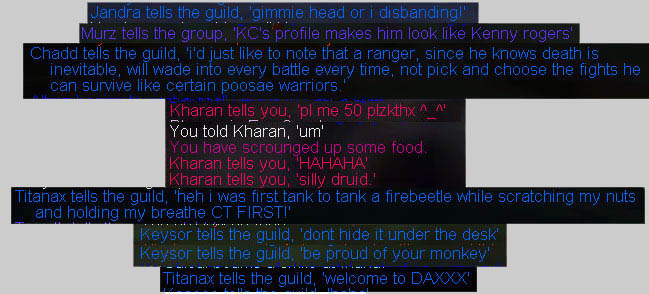 Jandra tells the guild, 'gimmie head or i disbanding!'
Murz tells the group, 'KC's profile makes him look like Kenny rogers'
Chadd tells the guild, 'i'd just like to note that a ranger, since he knows death is
inevitable, will wade into every battle every time, not pick and choose the fights he
can survive like certain poosae warriors.'
Kharan tells you, 'pl me 50 plzkthx ^_^'
You told Kharan, 'um'
You have scrounged up some food.
Kharan tells you, 'HAHAHA'
Kharan tells you, 'silly druid.'
Titanax tells the guild, 'heh i was first tank to tank a firebeetle while scratching my nuts
and holding my breathe CT FIRST!'
Keysor tells the guild, 'dont hide it under the desk'
Keysor tells the guild, 'be proud of your monkey'
Titanax tells the guild, 'welcome to DAXXX'